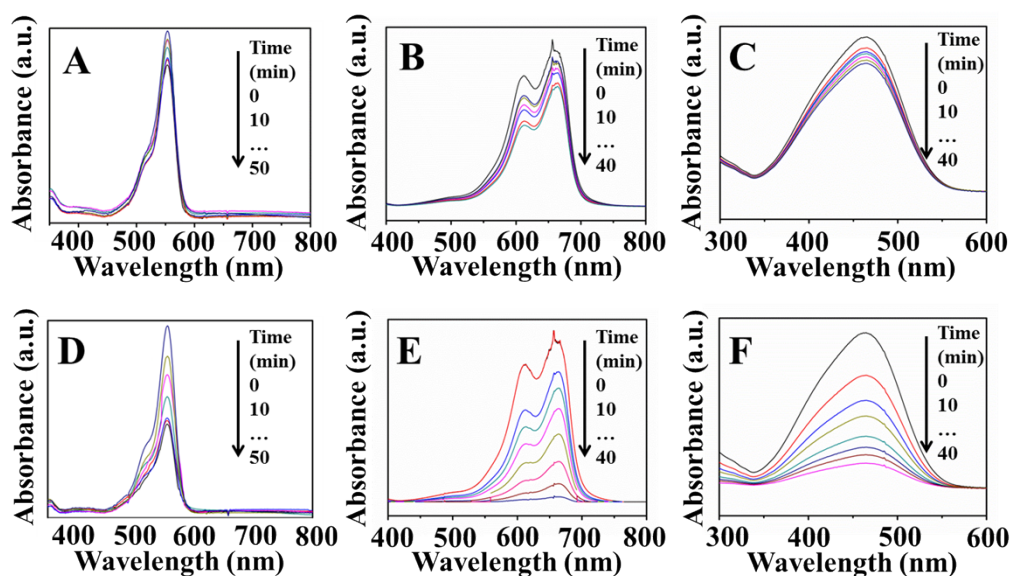 A
Time
(min)
0
10
...
50
Absorbance (a.u.)
400 500 600 700 800
Wavelength (nm)
B
Time
(min)
0
10
...
40
Absorbance (a.u.)
400 500 600 700 800
Wavelength (nm)
C
Time
(min)
0
10
...
40
Absorbance (a.u.)
300 400 500 600
Wavelength (nm)
D
Time
(min)
0
10
...
50
Absorbance (a.u.)
400 500 600 700 800
Wavelength (nm)
E
Time
(min)
0
10
...
40
Absorbance (a.u.)
400 500 600 700 800
Wavelength (nm)
F
Time
(min)
0
10
...
40
Absorbance (a.u.)
300 400 500 600
Wavelength (nm)